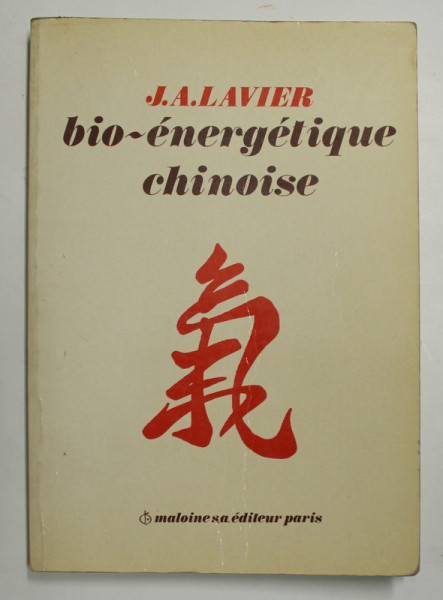 J.A.LAVIER
bio-énergétique
chinoise
氣
maloine s.a. éditeur paris